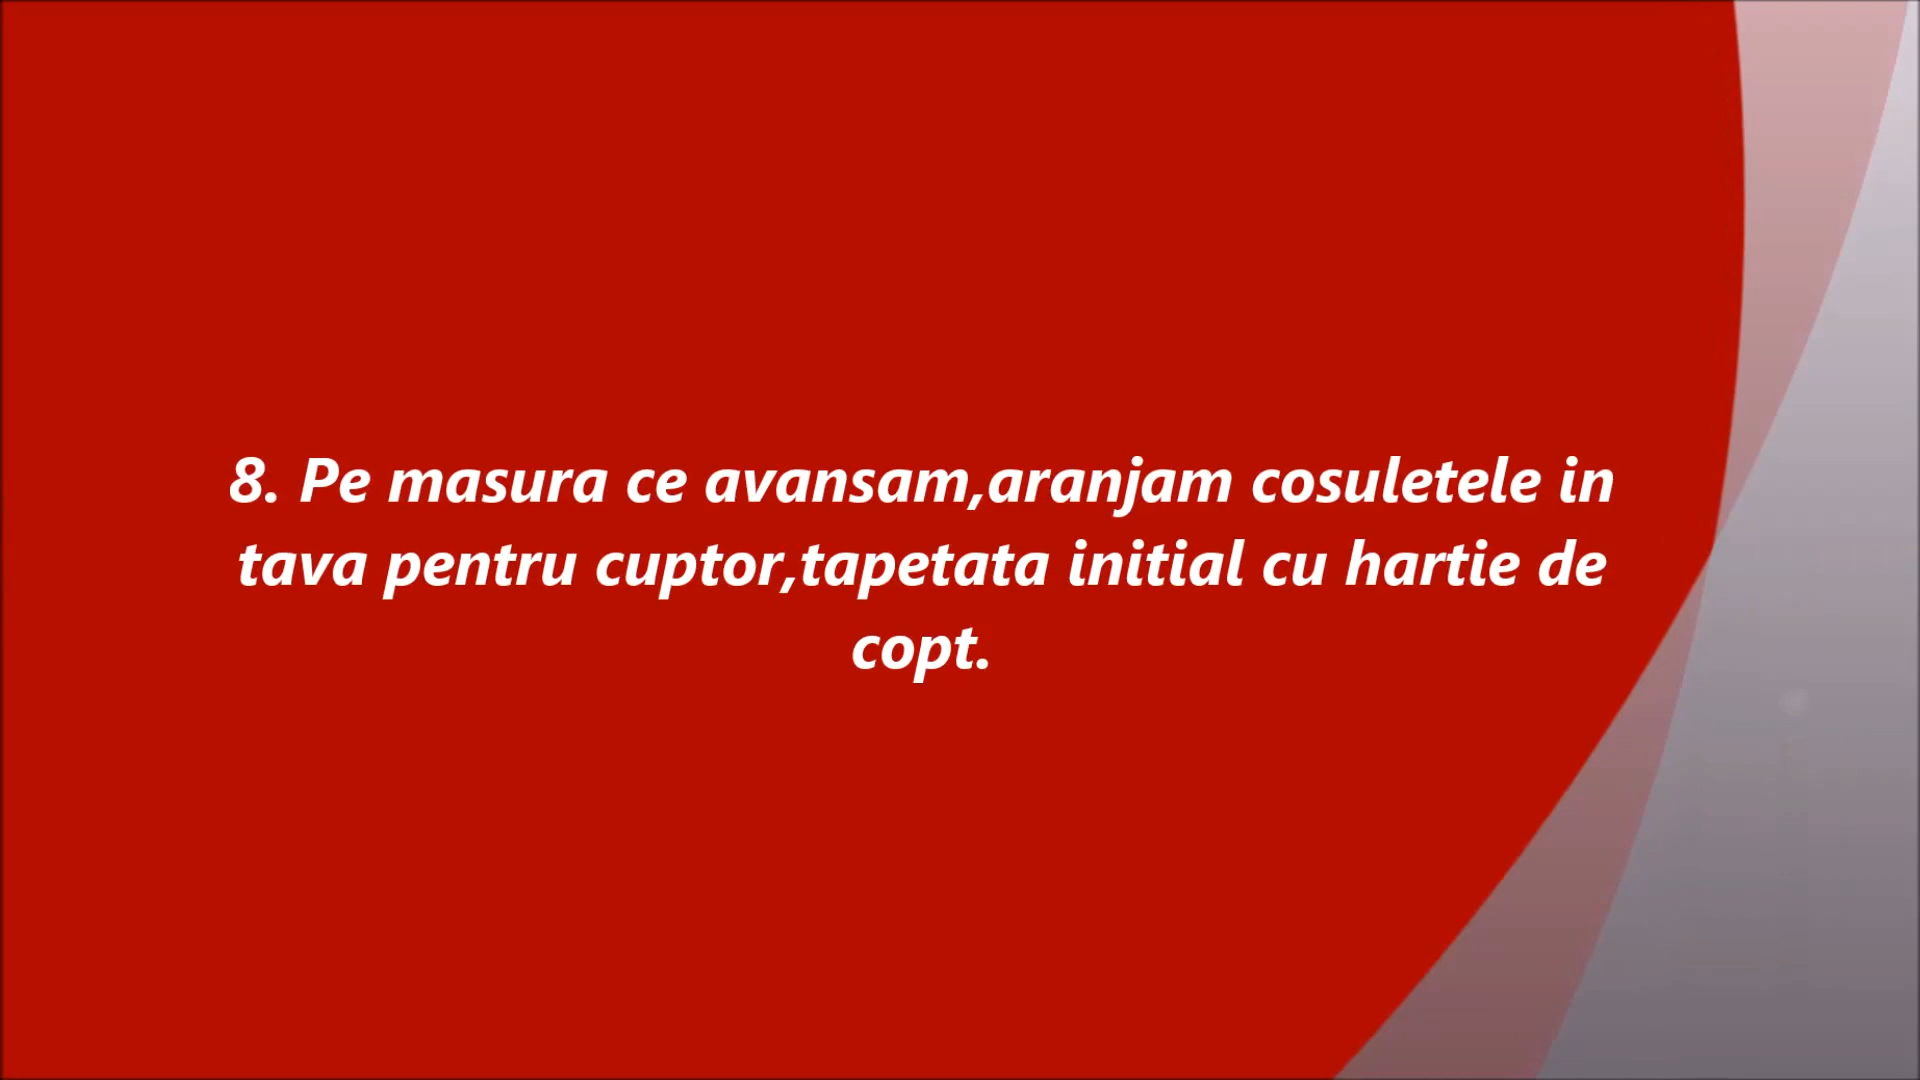 8. Pe masura ce avansam,aranjam cosuletele in
tava pentru cuptor,tapetata initial cu hartie de
copt.